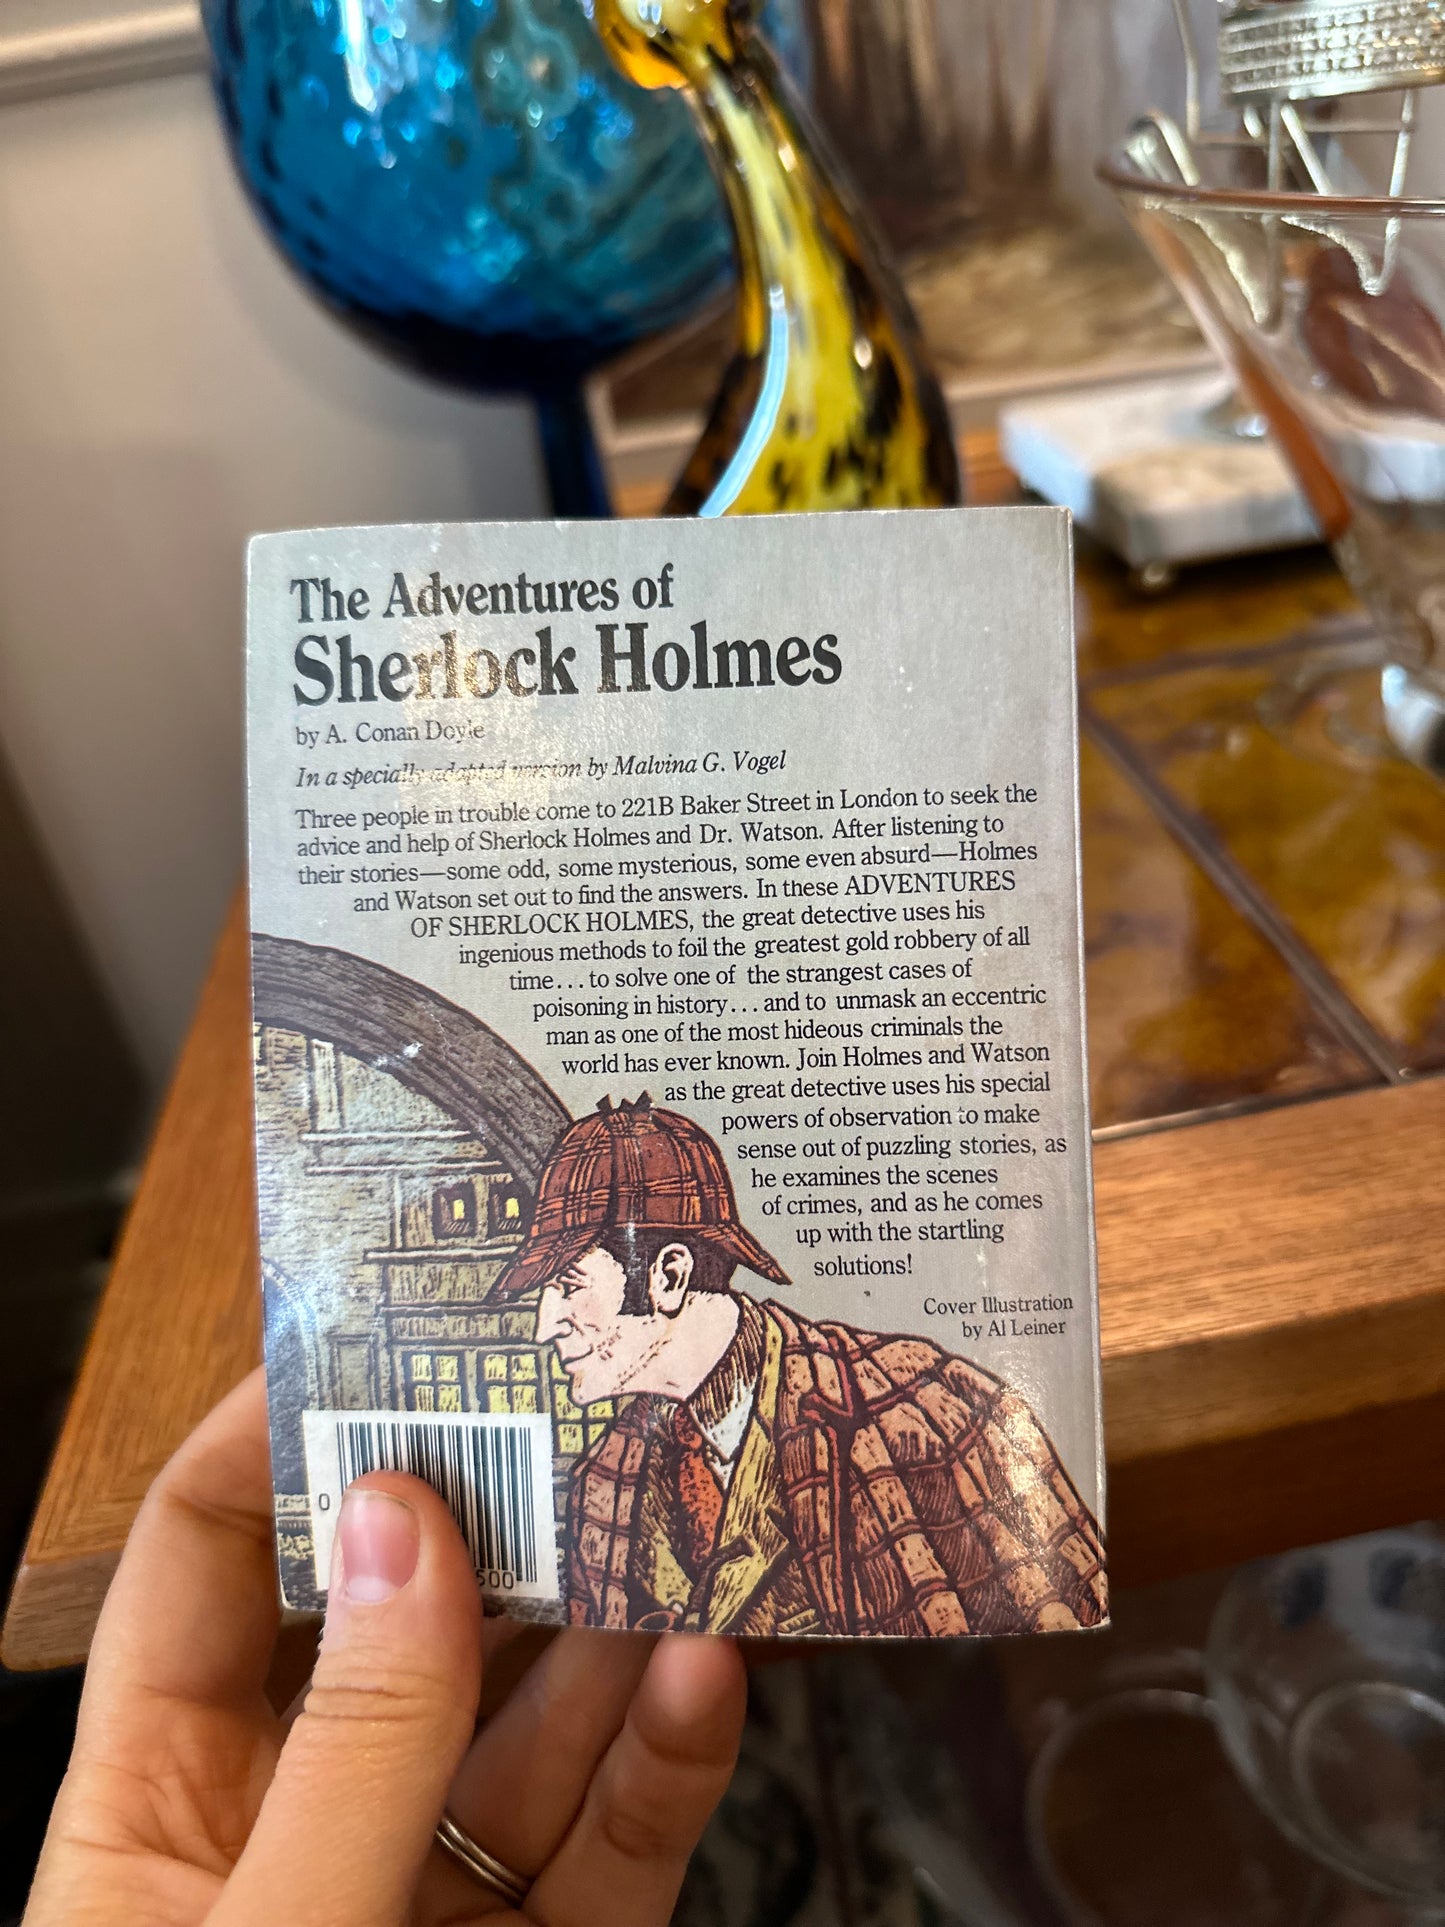 The Adventures of
Sherlock Holmes
by A. Conan Doyle
In a specially adapted version by Malvina G. Vogel
Three people in trouble come to 221B Baker Street in London to seek the
advice and help of Sherlock Holmes and Dr. Watson. After listening to
their stories—some odd, some mysterious, some even absurd—Holmes
and Watson set out to find the answers. In these ADVENTURES
OF SHERLOCK HOLMES, the great detective uses his
ingenious methods to foil the greatest gold robbery of all
time... to solve one of the strangest cases of
poisoning in history... and to unmask an eccentric
man as one of the most hideous criminals the
world has ever known. Join Holmes and Watson
as the great detective uses his special
powers of observation to make
sense out of puzzling stories, as
he examines the scenes
of crimes, and as he comes
up with the startling
solutions!
Cover Illustration
by Al Leiner
0
500